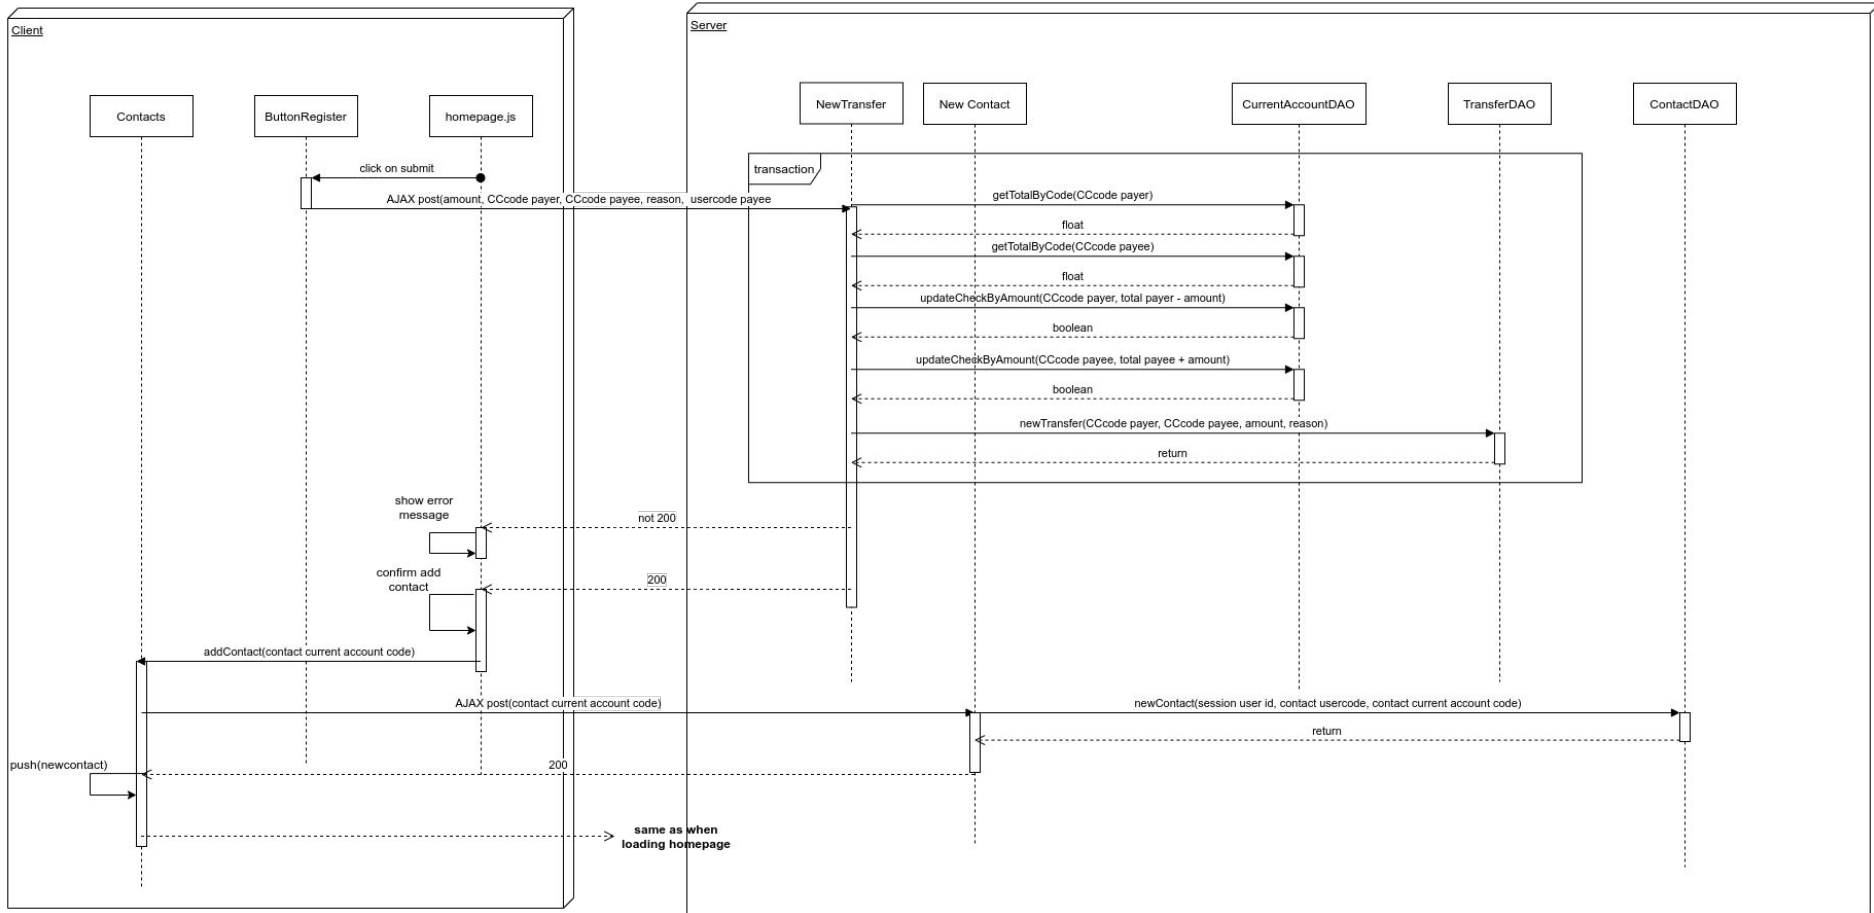 Client
Server
Contacts
ButtonRegister
homepage.js
NewTransfer
New Contact
CurrentAccountDAO
TransferDAO
ContactDAO
transaction
click on submit
AJAX post(amount, CCcode payer, CCcode payee, reason, usercode payee
getTotalByCode(CCcode payer)
float
getTotalByCode(CCcode payee)
float
updateCheckByAmount(CCcode payer, total payer - amount)
boolean
updateCheckByAmount(CCcode payee, total payee + amount)
boolean
newTransfer(CCcode payer, CCcode payee, amount, reason)
return
show error
message
not 200
confirm add
contact
200
addContact(contact current account code)
AJAX post(contact current account code)
newContact(session user id, contact usercode, contact current account code)
return
push(newcontact)
200
same as when
loading homepage